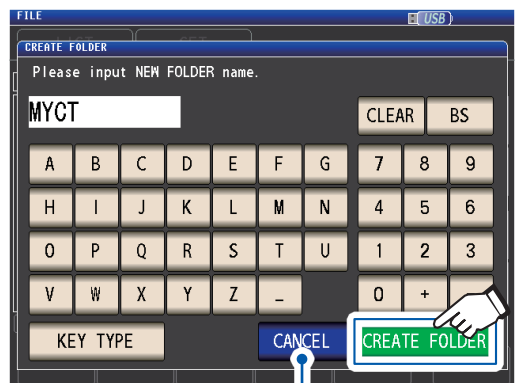 FILE
USB
CREATE FOLDER
Please input NEW FOLDER name.
MYCT
CLEAR BS
A B C D E F G 7 8 9
H I J K L M N 4 5 6
O P Q R S T U 1 2 3
V W X Y Z _ 0 +
KEY TYPE CANCEL CREATE FOLDER